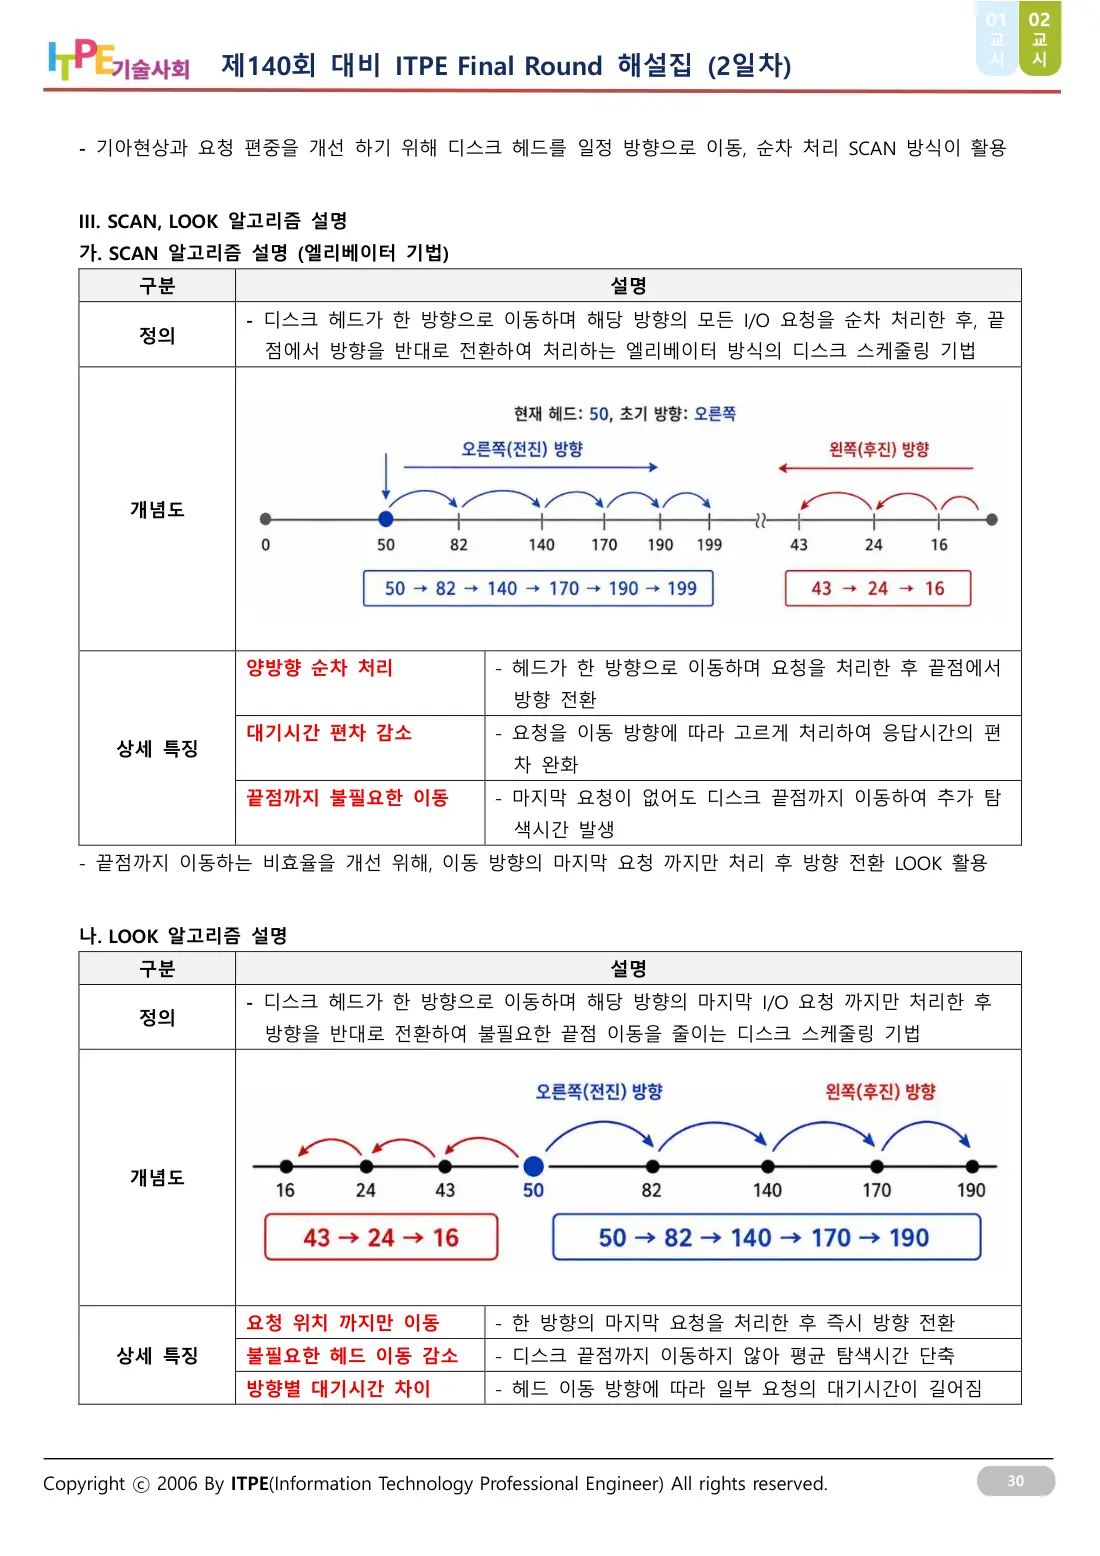 ITPE기술사회 제140회 대비 ITPE Final Round 해설집 (2일차)
01 교시
02 교시
- 기아현상과 요청 편중을 개선 하기 위해 디스크 헤드를 일정 방향으로 이동, 순차 처리 SCAN 방식이 활용
III. SCAN, LOOK 알고리즘 설명
가. SCAN 알고리즘 설명 (엘리베이터 기법)
구분 설명
정의
- 디스크 헤드가 한 방향으로 이동하며 해당 방향의 모든 I/O 요청을 순차 처리한 후, 끝
점에서 방향을 반대로 전환하여 처리하는 엘리베이터 방식의 디스크 스케줄링 기법
개념도
현재 헤드: 50, 초기 방향: 오른쪽
오른쪽(전진) 방향 왼쪽(후진) 방향
0 50 82 140 170 190 199 43 24 16
50 → 82 → 140 → 170 → 190 → 199 43 → 24 → 16
상세 특징
양방향 순차 처리 - 헤드가 한 방향으로 이동하며 요청을 처리한 후 끝점에서
방향 전환
대기시간 편차 감소 - 요청을 이동 방향에 따라 고르게 처리하여 응답시간의 편
차 완화
끝점까지 불필요한 이동 - 마지막 요청이 없어도 디스크 끝점까지 이동하여 추가 탐
색시간 발생
- 끝점까지 이동하는 비효율을 개선 위해, 이동 방향의 마지막 요청 까지만 처리 후 방향 전환 LOOK 활용
나. LOOK 알고리즘 설명
구분 설명
정의
- 디스크 헤드가 한 방향으로 이동하며 해당 방향의 마지막 I/O 요청 까지만 처리한 후
방향을 반대로 전환하여 불필요한 끝점 이동을 줄이는 디스크 스케줄링 기법
개념도
오른쪽(전진) 방향 왼쪽(후진) 방향
16 24 43 50 82 140 170 190
43 → 24 → 16 50 → 82 → 140 → 170 → 190
상세 특징
요청 위치 까지만 이동 - 한 방향의 마지막 요청을 처리한 후 즉시 방향 전환
불필요한 헤드 이동 감소 - 디스크 끝점까지 이동하지 않아 평균 탐색시간 단축
방향별 대기시간 차이 - 헤드 이동 방향에 따라 일부 요청의 대기시간이 길어짐
Copyright ⓒ 2006 By ITPE(Information Technology Professional Engineer) All rights reserved. 30